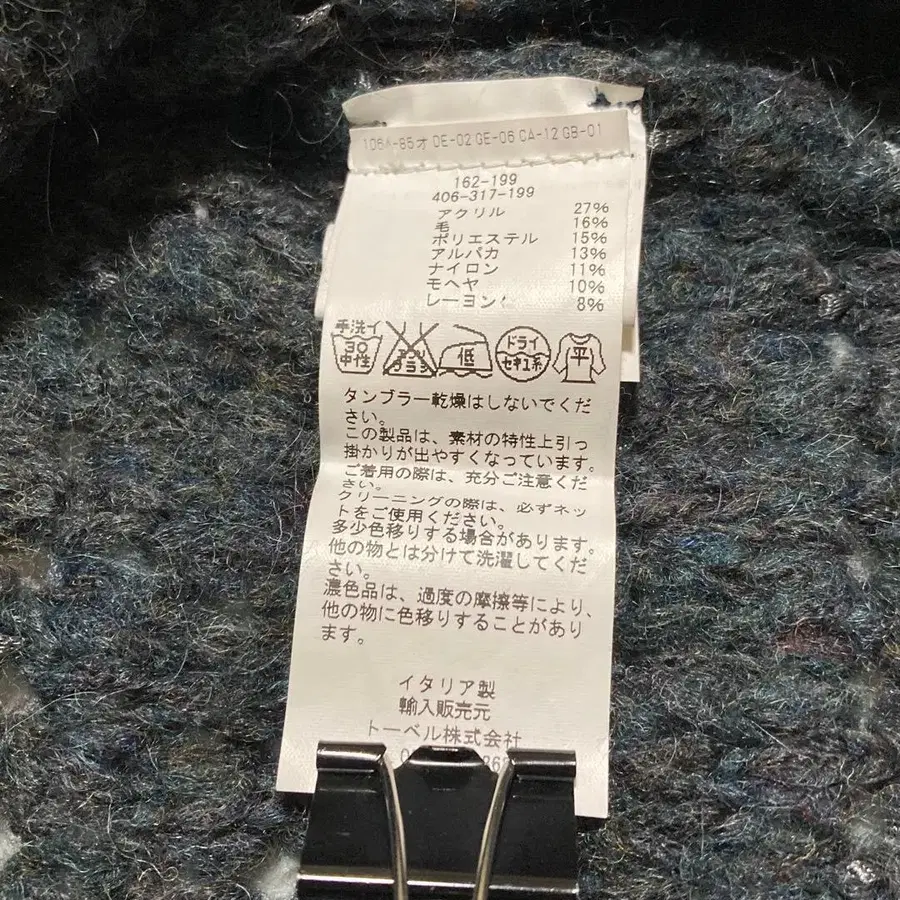 106A-85オ DE-02 GE-06 CA-12 GB-01
162-199
406-317-199
アクリル 27%
毛 16%
ポリエステル 15%
アルパカ 13%
ナイロン 11%
モヘヤ 10%
レーヨン 8%
手洗イ
30 エンソ ドライ
中性 サラシ 低 セキユ系 平
タンブラー乾燥はしないでくだ
さい。
この製品は、素材の特性上引っ
掛かりが出やすくなっています。
ご着用の際は、充分ご注意くだ
さい。
クリーニングの際は、必ずネッ
トをご使用ください。
多少色移りする場合があります。
他の物とは分けて洗濯してくだ
さい。
濃色品は、過度の摩擦等により、
他の物に色移りすることがあり
ます。
イタリア製
輸入販売元
トーベル株式会社